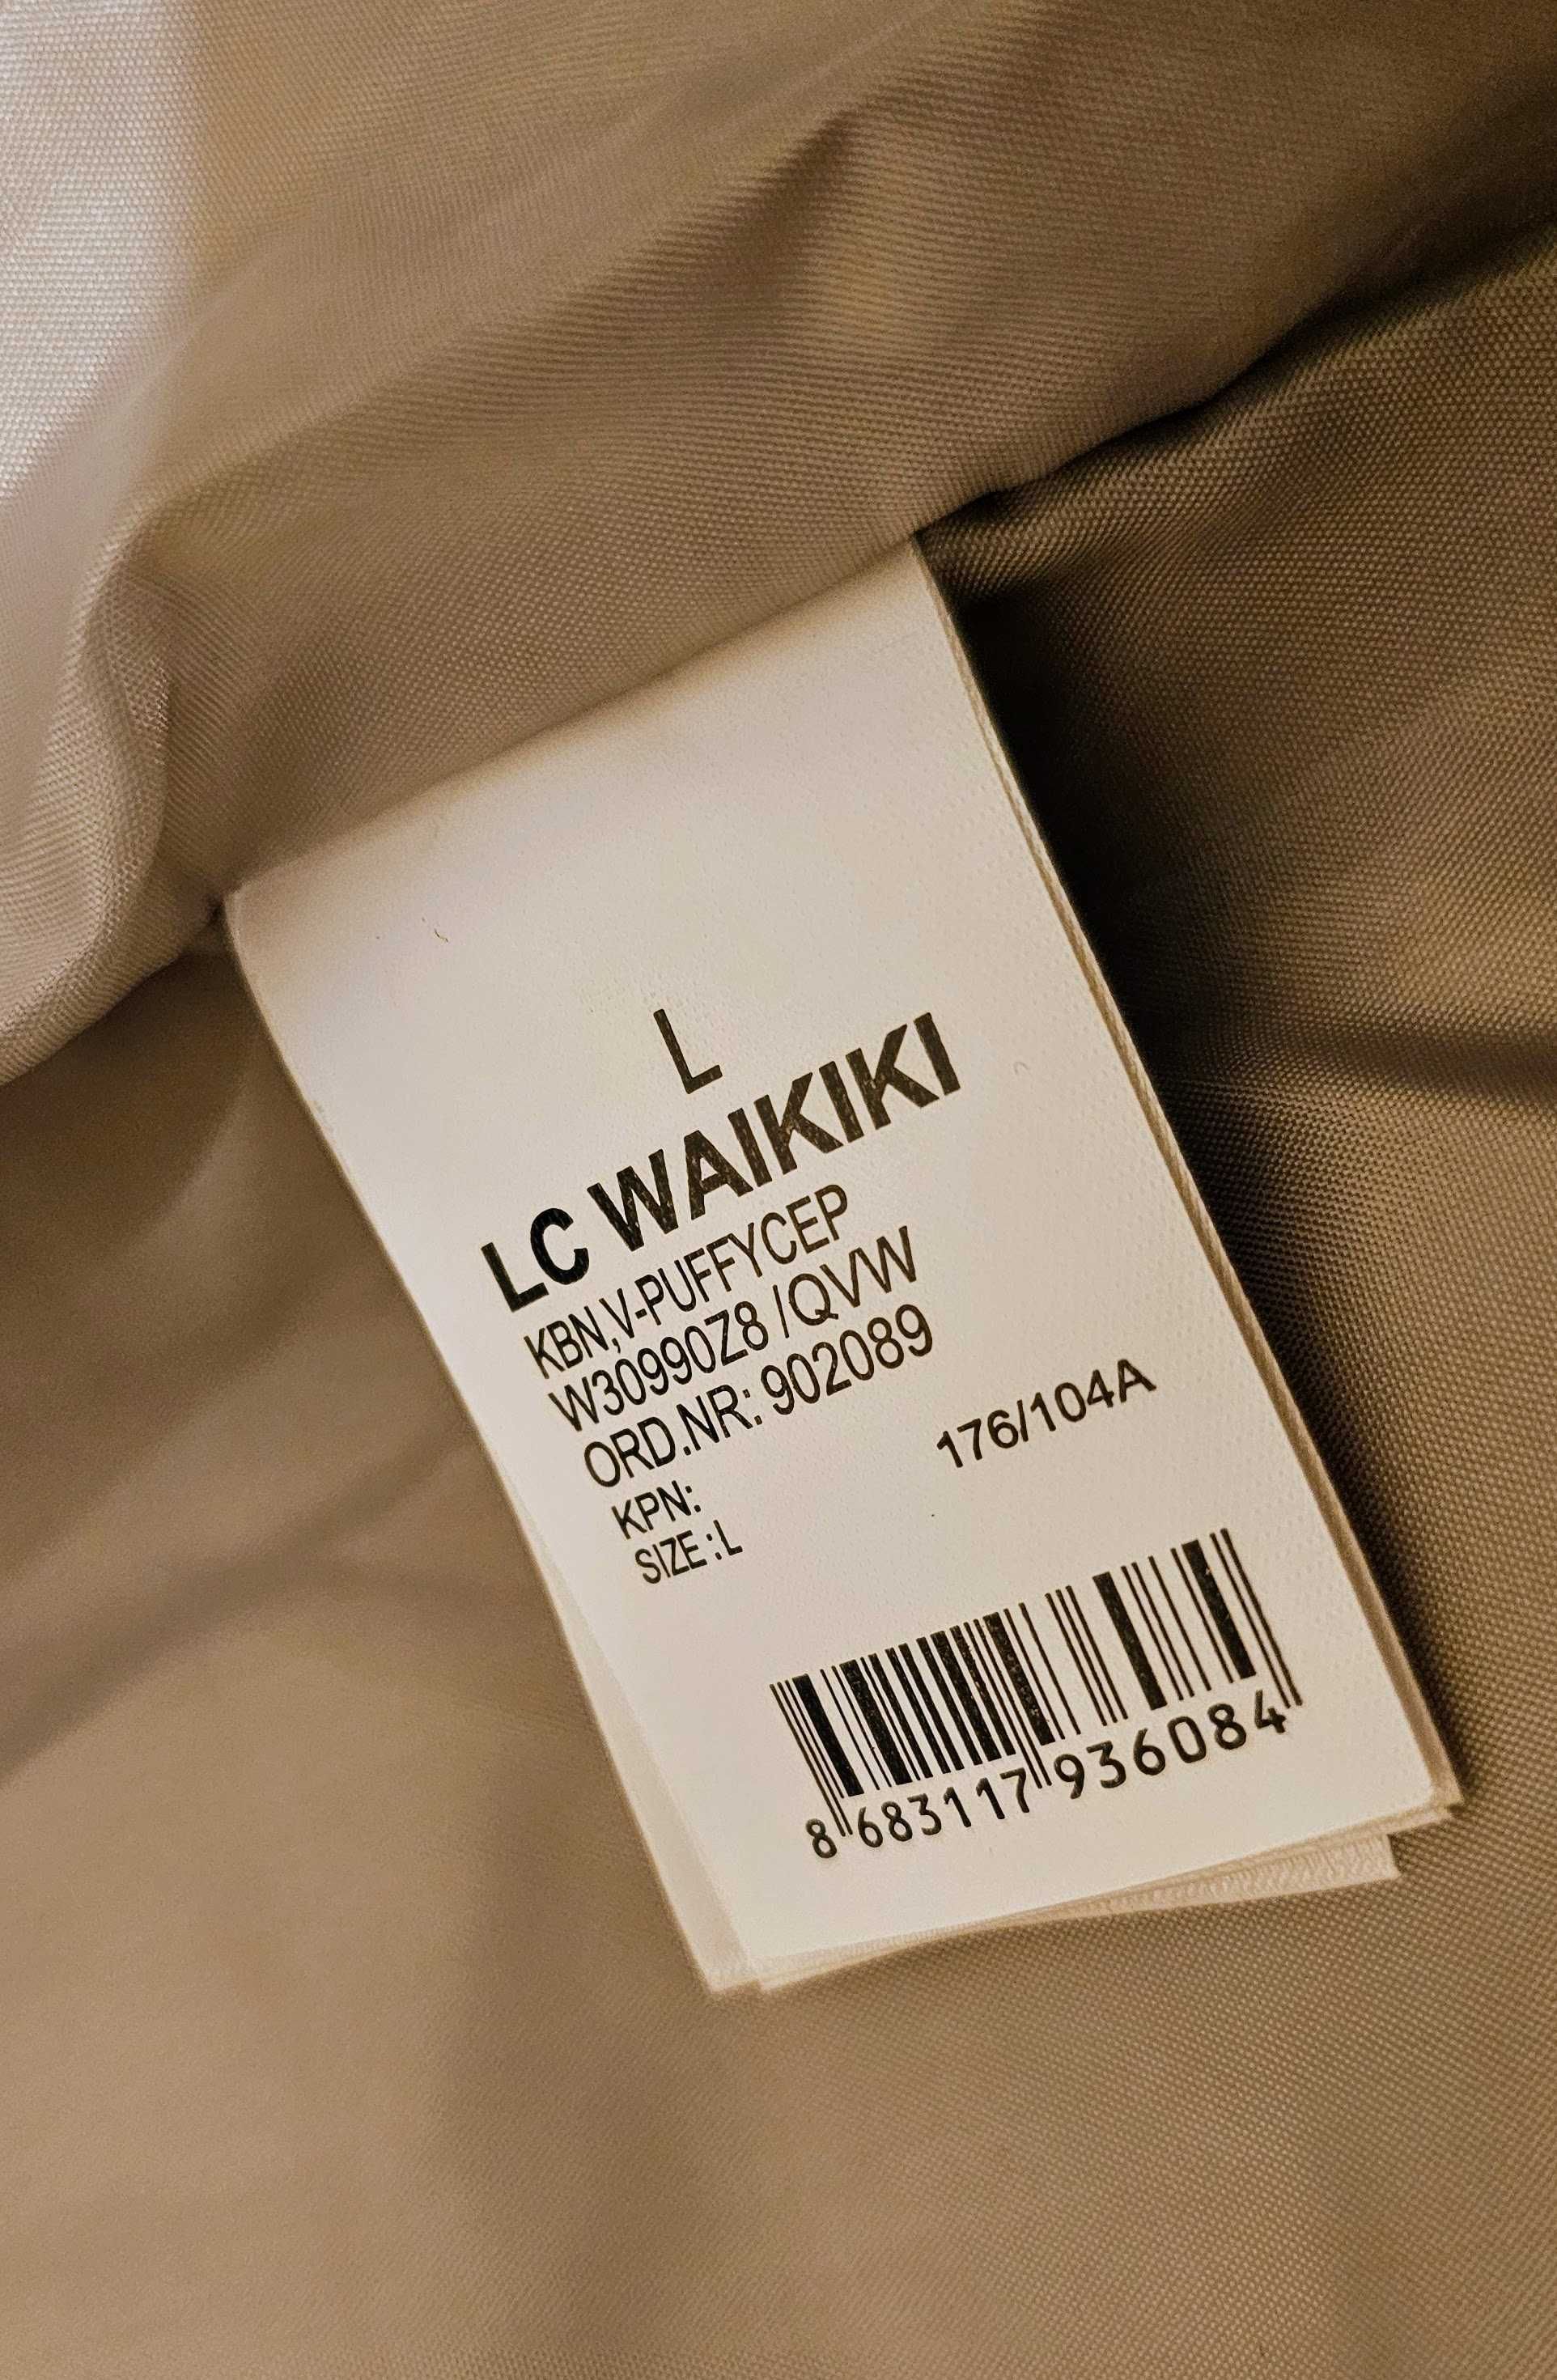 L
LC WAIKIKI
KBN,V-PUFFYCEP
W30990Z8 /QVW
ORD.NR: 902089
176/104A
KPN:
SIZE :L
8 683117 936084